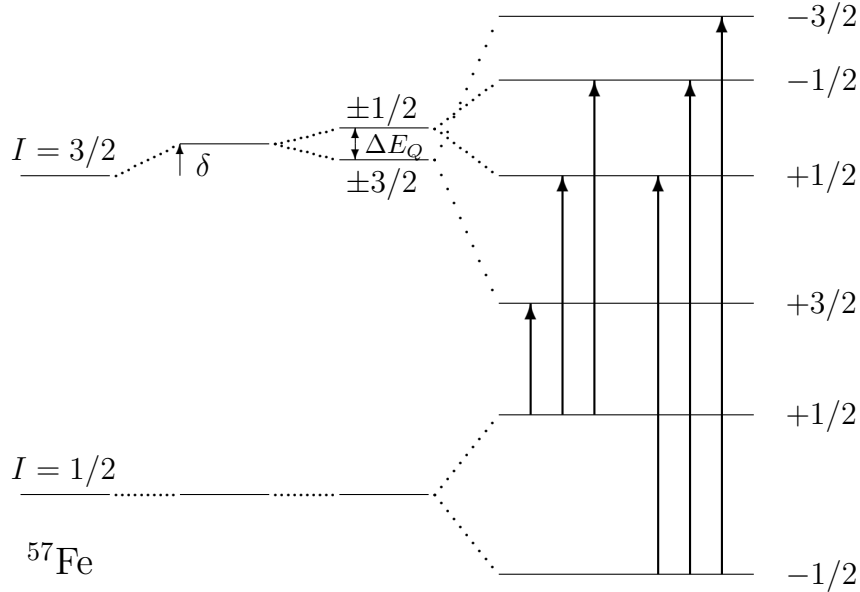 −3/2
−1/2
±1/2
I = 3/2
δ
ΔE_Q
±3/2
+1/2
+3/2
+1/2
I = 1/2
⁵⁷Fe
−1/2